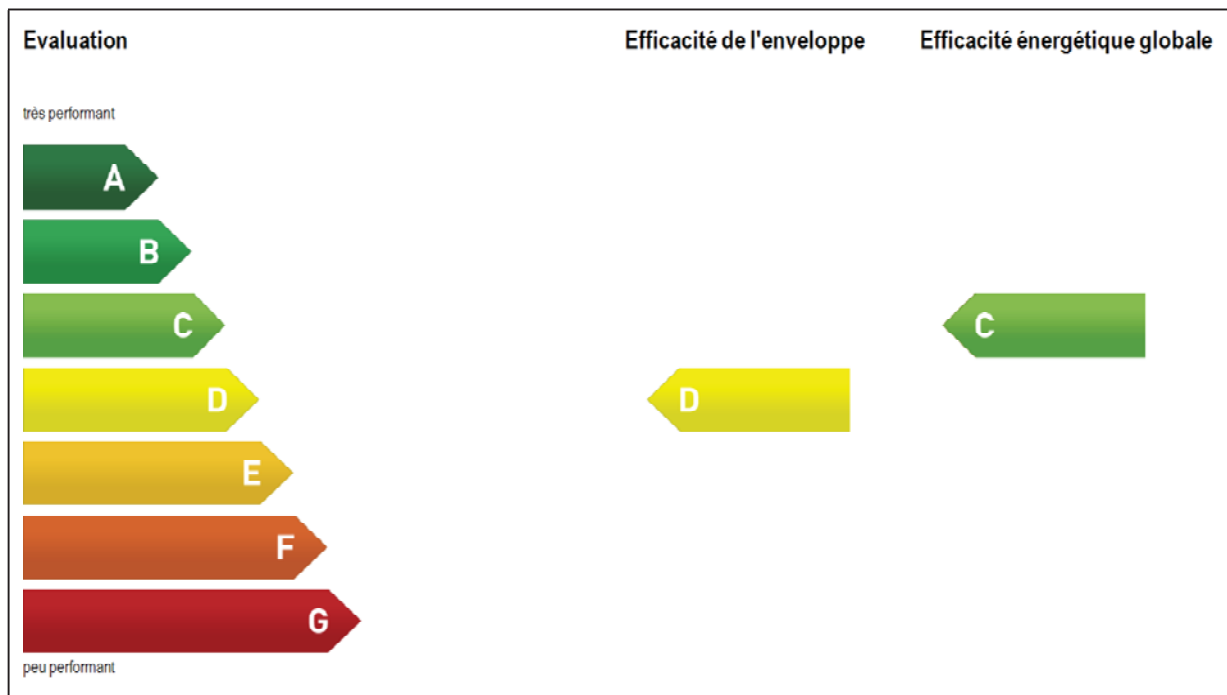 Evaluation Efficacité de l'enveloppe Efficacité énergétique globale
très performant
A
B
C C
D D
E
F
G
peu performant